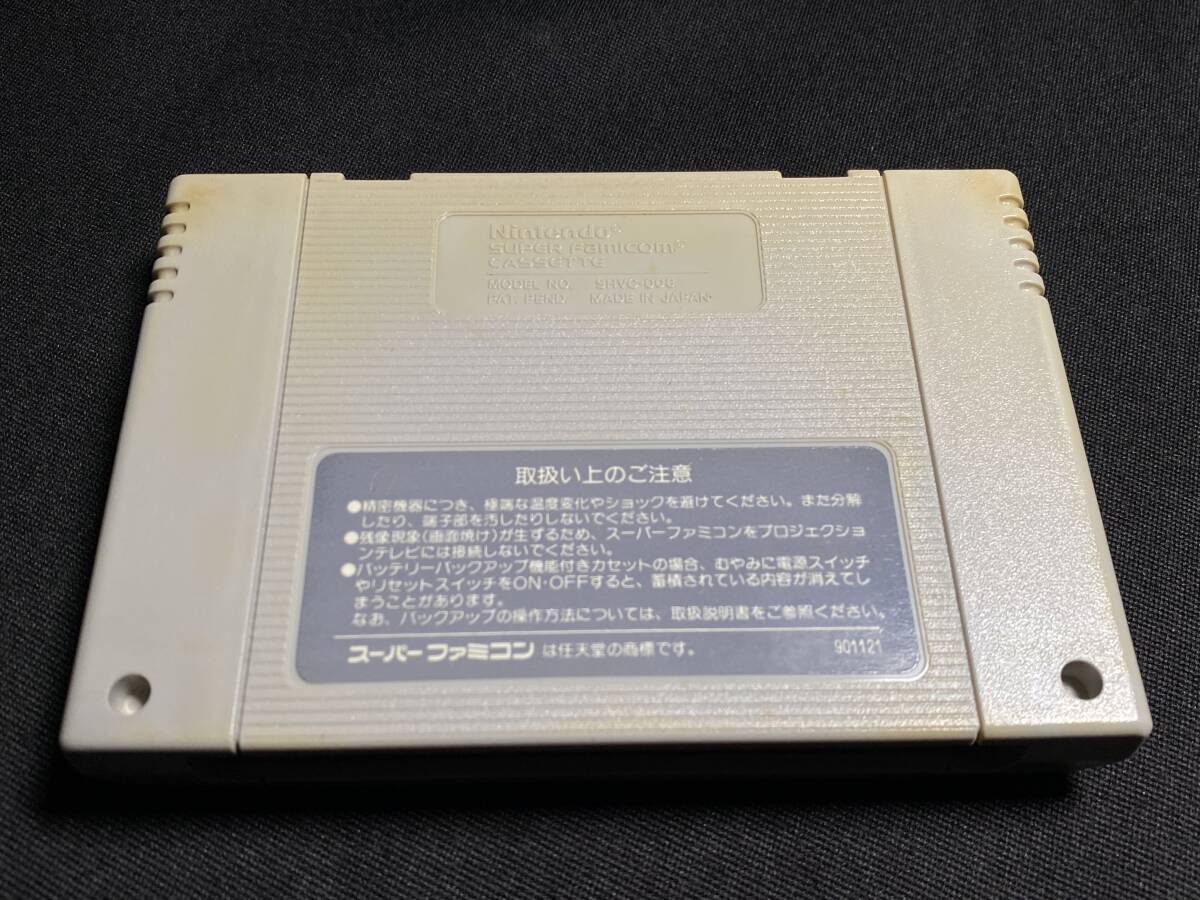 Nintendo®
SUPER Famicom®
CASSETTE
MODEL NO. SHVC-006
PAT. PEND. MADE IN JAPAN
取扱い上のご注意
●精密機器につき、極端な温度変化やショックを避けてください。また分解
したり、端子部を汚したりしないでください。
●残像現象(画面焼け)が生ずるため、スーパーファミコンをプロジェクショ
ンテレビには接続しないでください。
●バッテリーバックアップ機能付きカセットの場合、むやみに電源スイッチ
やリセットスイッチをON・OFFすると、蓄積されている内容が消えてし
まうことがあります。
なお、バックアップの操作方法については、取扱説明書をご参照ください。
スーパーファミコン は任天堂の商標です。 901121